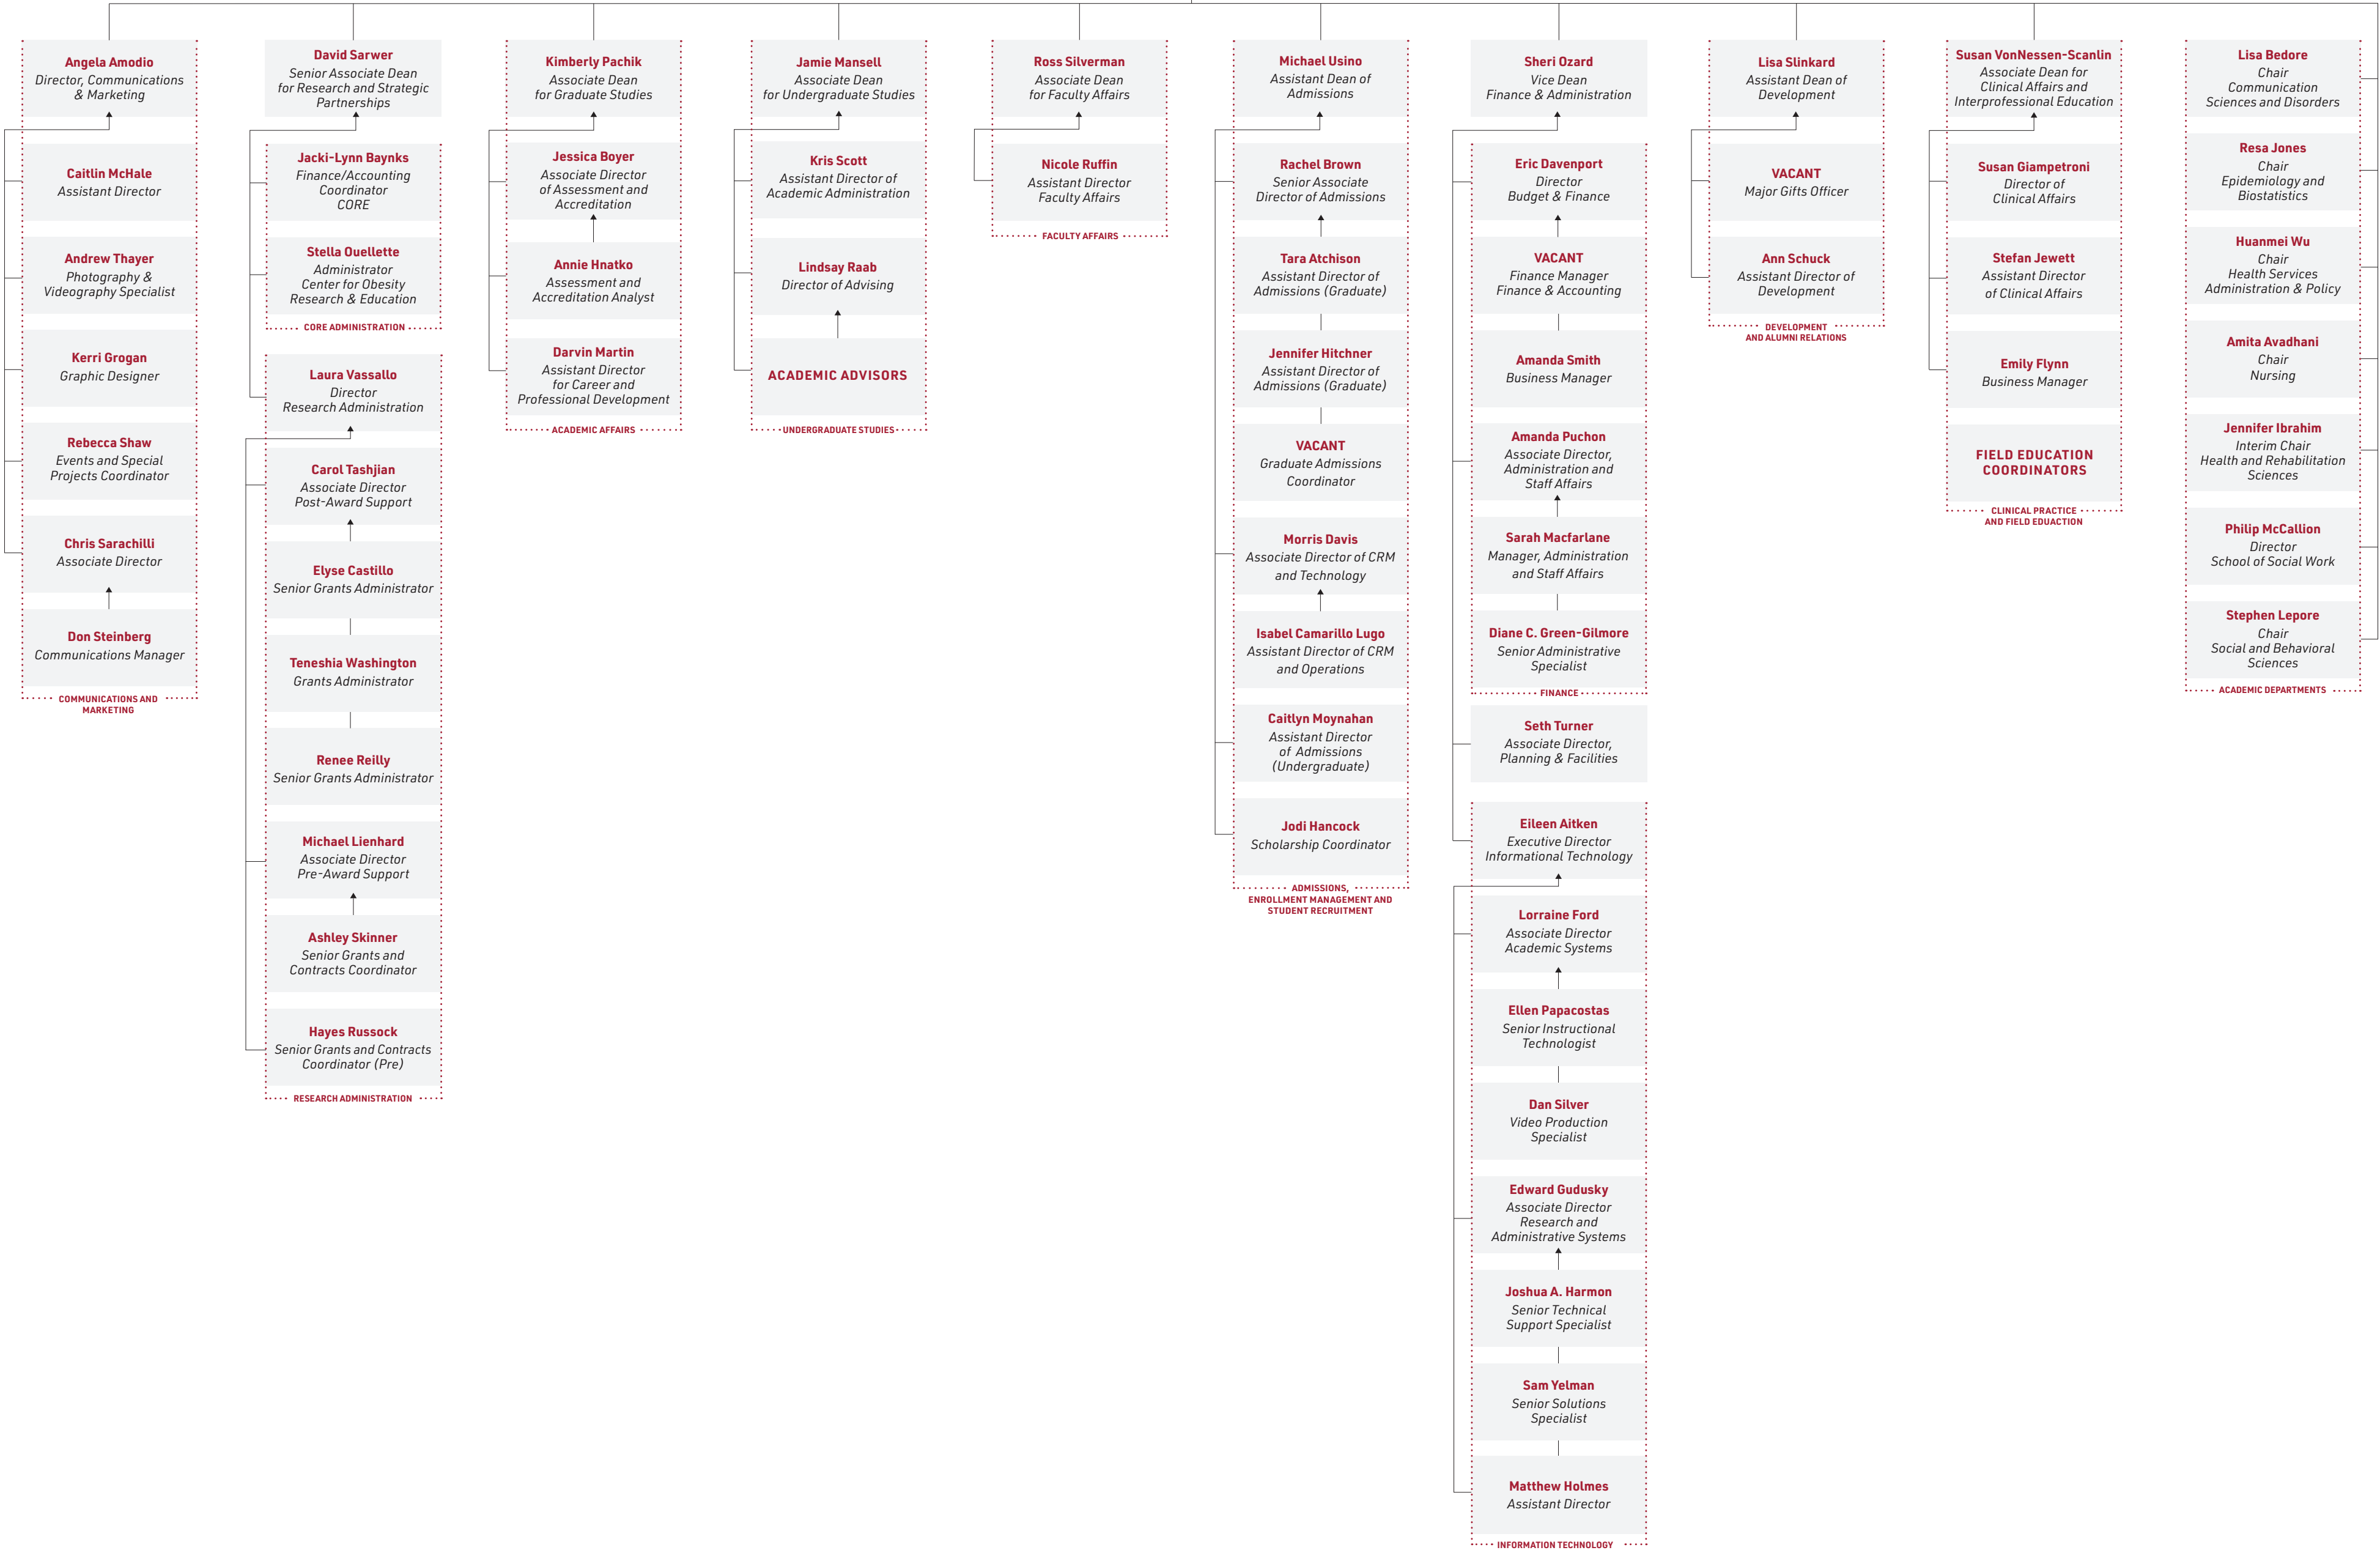 Angela Amodio
Director, Communications
& Marketing
Caitlin McHale
Assistant Director
Andrew Thayer
Photography &
Videography Specialist
Kerri Grogan
Graphic Designer
Rebecca Shaw
Events and Special
Projects Coordinator
Chris Sarachilli
Associate Director
Don Steinberg
Communications Manager
COMMUNICATIONS AND
MARKETING
David Sarwer
Senior Associate Dean
for Research and Strategic
Partnerships
Jacki-Lynn Baynks
Finance/Accounting
Coordinator
CORE
Stella Ouellette
Administrator
Center for Obesity
Research & Education
CORE ADMINISTRATION
Laura Vassallo
Director
Research Administration
Carol Tashjian
Associate Director
Post-Award Support
Elyse Castillo
Senior Grants Administrator
Teneshia Washington
Grants Administrator
Renee Reilly
Senior Grants Administrator
Michael Lienhard
Associate Director
Pre-Award Support
Ashley Skinner
Senior Grants and
Contracts Coordinator
Hayes Russock
Senior Grants and Contracts
Coordinator (Pre)
RESEARCH ADMINISTRATION
Kimberly Pachik
Associate Dean
for Graduate Studies
Jessica Boyer
Associate Director
of Assessment and
Accreditation
Annie Hnatko
Assessment and
Accreditation Analyst
Darvin Martin
Assistant Director
for Career and
Professional Development
ACADEMIC AFFAIRS
Jamie Mansell
Associate Dean
for Undergraduate Studies
Kris Scott
Assistant Director of
Academic Administration
Lindsay Raab
Director of Advising
ACADEMIC ADVISORS
UNDERGRADUATE STUDIES
Ross Silverman
Associate Dean
for Faculty Affairs
Nicole Ruffin
Assistant Director
Faculty Affairs
FACULTY AFFAIRS
Michael Usino
Assistant Dean of
Admissions
Rachel Brown
Senior Associate
Director of Admissions
Tara Atchison
Assistant Director of
Admissions (Graduate)
Jennifer Hitchner
Assistant Director of
Admissions (Graduate)
VACANT
Graduate Admissions
Coordinator
Morris Davis
Associate Director of CRM
and Technology
Isabel Camarillo Lugo
Assistant Director of CRM
and Operations
Caitlyn Moynahan
Assistant Director
of Admissions
(Undergraduate)
Jodi Hancock
Scholarship Coordinator
ADMISSIONS,
ENROLLMENT MANAGEMENT AND
STUDENT RECRUITMENT
Sheri Ozard
Vice Dean
Finance & Administration
Eric Davenport
Director
Budget & Finance
VACANT
Finance Manager
Finance & Accounting
Amanda Smith
Business Manager
Amanda Puchon
Associate Director,
Administration and
Staff Affairs
Sarah Macfarlane
Manager, Administration
and Staff Affairs
Diane C. Green-Gilmore
Senior Administrative
Specialist
FINANCE
Seth Turner
Associate Director,
Planning & Facilities
Eileen Aitken
Executive Director
Informational Technology
Lorraine Ford
Associate Director
Academic Systems
Ellen Papacostas
Senior Instructional
Technologist
Dan Silver
Video Production
Specialist
Edward Gudusky
Associate Director
Research and
Administrative Systems
Joshua A. Harmon
Senior Technical
Support Specialist
Sam Yelman
Senior Solutions
Specialist
Matthew Holmes
Assistant Director
INFORMATION TECHNOLOGY
Lisa Slinkard
Assistant Dean of
Development
VACANT
Major Gifts Officer
Ann Schuck
Assistant Director of
Development
DEVELOPMENT
AND ALUMNI RELATIONS
Susan VonNessen-Scanlin
Associate Dean for
Clinical Affairs and
Interprofessional Education
Susan Giampetroni
Director of
Clinical Affairs
Stefan Jewett
Assistant Director
of Clinical Affairs
Emily Flynn
Business Manager
FIELD EDUCATION
COORDINATORS
CLINICAL PRACTICE
AND FIELD EDUACTION
Lisa Bedore
Chair
Communication
Sciences and Disorders
Resa Jones
Chair
Epidemiology and
Biostatistics
Huanmei Wu
Chair
Health Services
Administration & Policy
Amita Avadhani
Chair
Nursing
Jennifer Ibrahim
Interim Chair
Health and Rehabilitation
Sciences
Philip McCallion
Director
School of Social Work
Stephen Lepore
Chair
Social and Behavioral
Sciences
ACADEMIC DEPARTMENTS